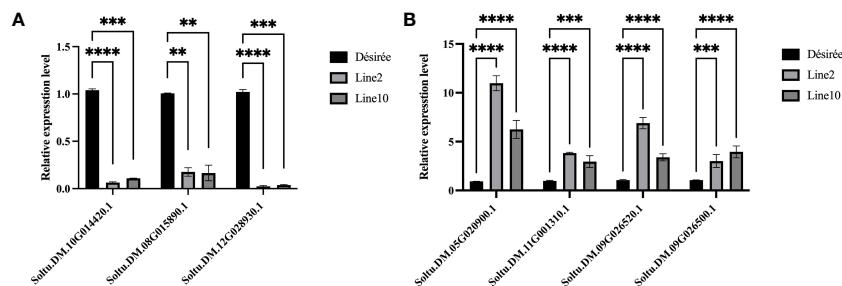 A
Relative expresstion level
1.5
1.0
0.5
0.0
*** ** ***
**** ** ****
Désirée
Line2
Line10
Soltu.DM.10G014420.1
Soltu.DM.08G015890.1
Soltu.DM.12G028930.1
B
Relative expresstion level
15
10
5
0
**** *** **** ****
**** **** **** ***
Désirée
Line2
Line10
Soltu.DM.05G020900.1
Soltu.DM.11G001310.1
Soltu.DM.09G026520.1
Soltu.DM.09G026500.1